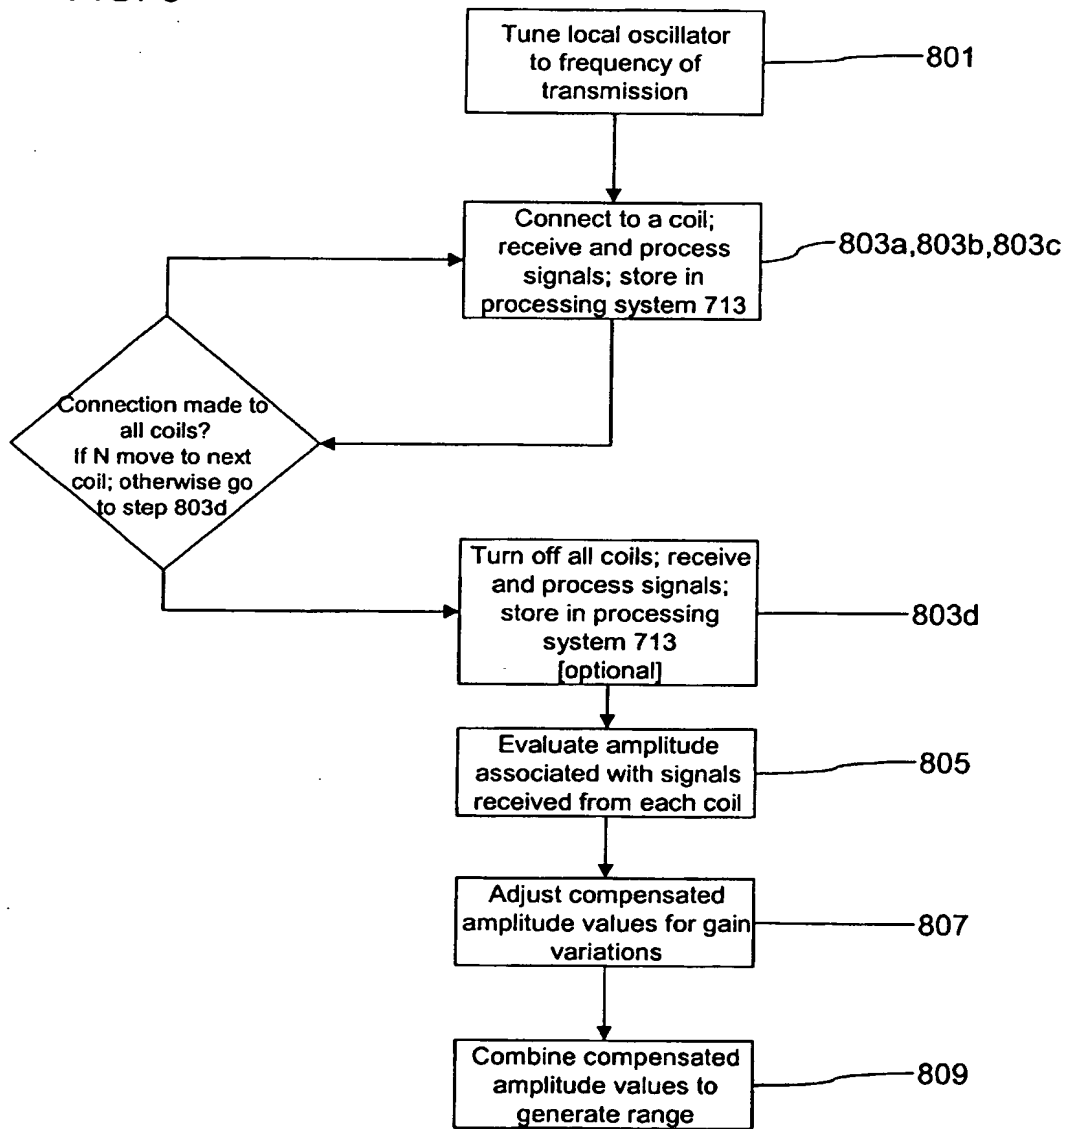 Tune local oscillator
to frequency of
transmission
801
Connect to a coil;
receive and process
signals; store in
processing system 713
803a,803b,803c
Connection made to
all coils?
If N move to next
coil; otherwise go
to step 803d
Turn off all coils; receive
and process signals;
store in processing
system 713
[optional]
803d
Evaluate amplitude
associated with signals
received from each coil
805
Adjust compensated
amplitude values for gain
variations
807
Combine compensated
amplitude values to
generate range
809